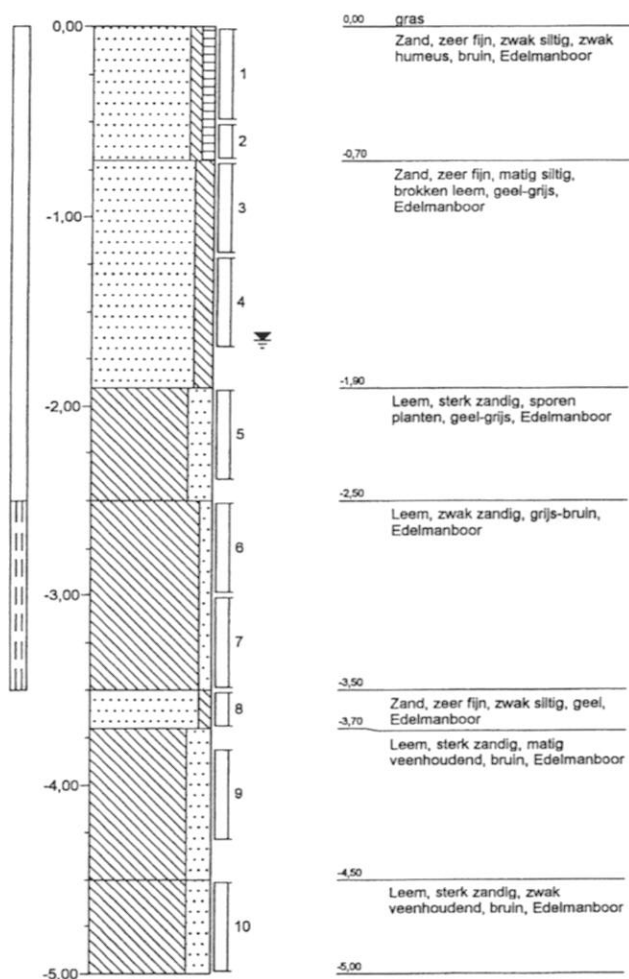 0,00
-1,00
-2,00
-3,00
-4,00
-5,00
1
2
3
4
5
6
7
8
9
10
0,00 gras
Zand, zeer fijn, zwak siltig, zwak
humeus, bruin, Edelmanboor
-0,70
Zand, zeer fijn, matig siltig,
brokken leem, geel-grijs,
Edelmanboor
-1,90
Leem, sterk zandig, sporen
planten, geel-grijs, Edelmanboor
-2,50
Leem, zwak zandig, grijs-bruin,
Edelmanboor
-3,50
Zand, zeer fijn, zwak siltig, geel,
Edelmanboor
-3,70
Leem, sterk zandig, matig
veenhoudend, bruin, Edelmanboor
-4,50
Leem, sterk zandig, zwak
veenhoudend, bruin, Edelmanboor
-5,00